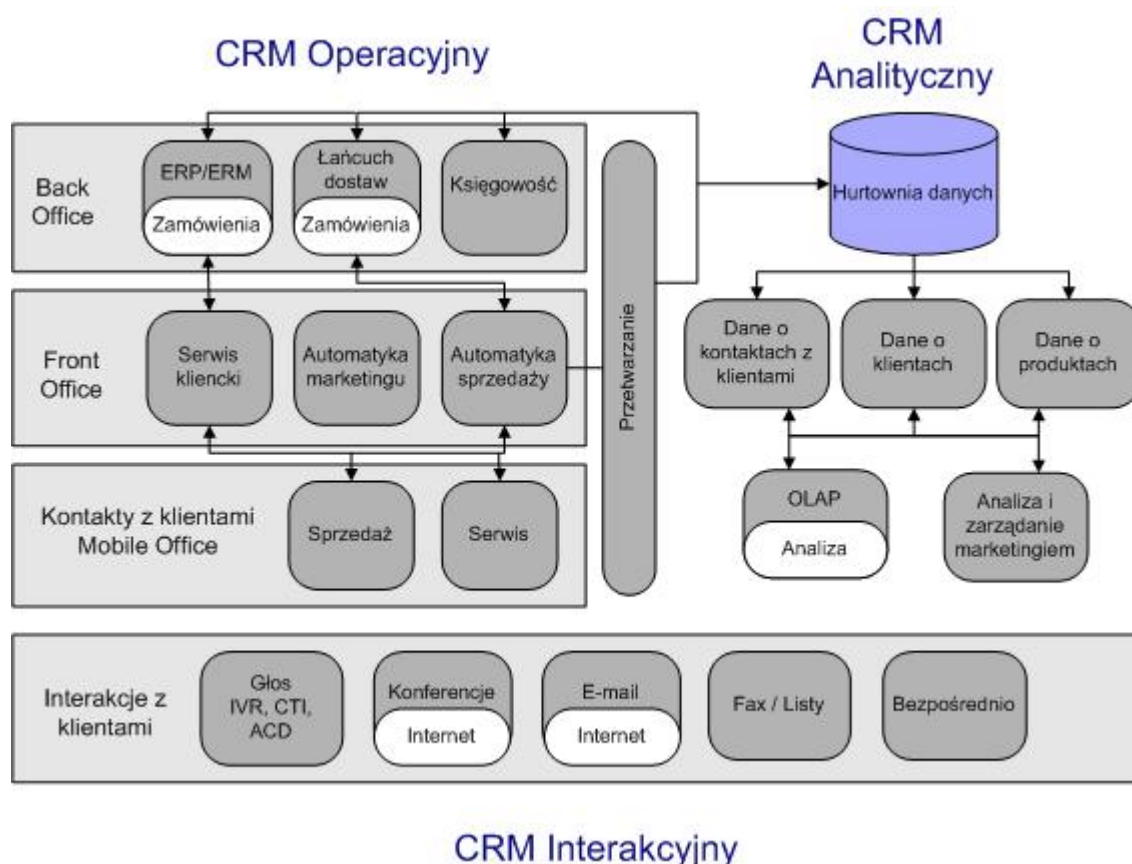 CRM Operacyjny
CRM
Analityczny
Back
Office
ERP/ERM
Zamówienia
Łańcuch
dostaw
Zamówienia
Księgowość
Hurtownia danych
Przetwarzanie
Front
Office
Serwis
kliencki
Automatyka
marketingu
Automatyka
sprzedaży
Dane o
kontaktach z
klientami
Dane o
klientach
Dane o
produktach
Kontakty z klientami
Mobile Office
Sprzedaż
Serwis
OLAP
Analiza
Analiza i
zarządanie
marketingiem
Interakcje z
klientami
Głos
IVR, CTI,
ACD
Konferencje
Internet
E-mail
Internet
Fax / Listy
Bezpośrednio
CRM Interakcyjny